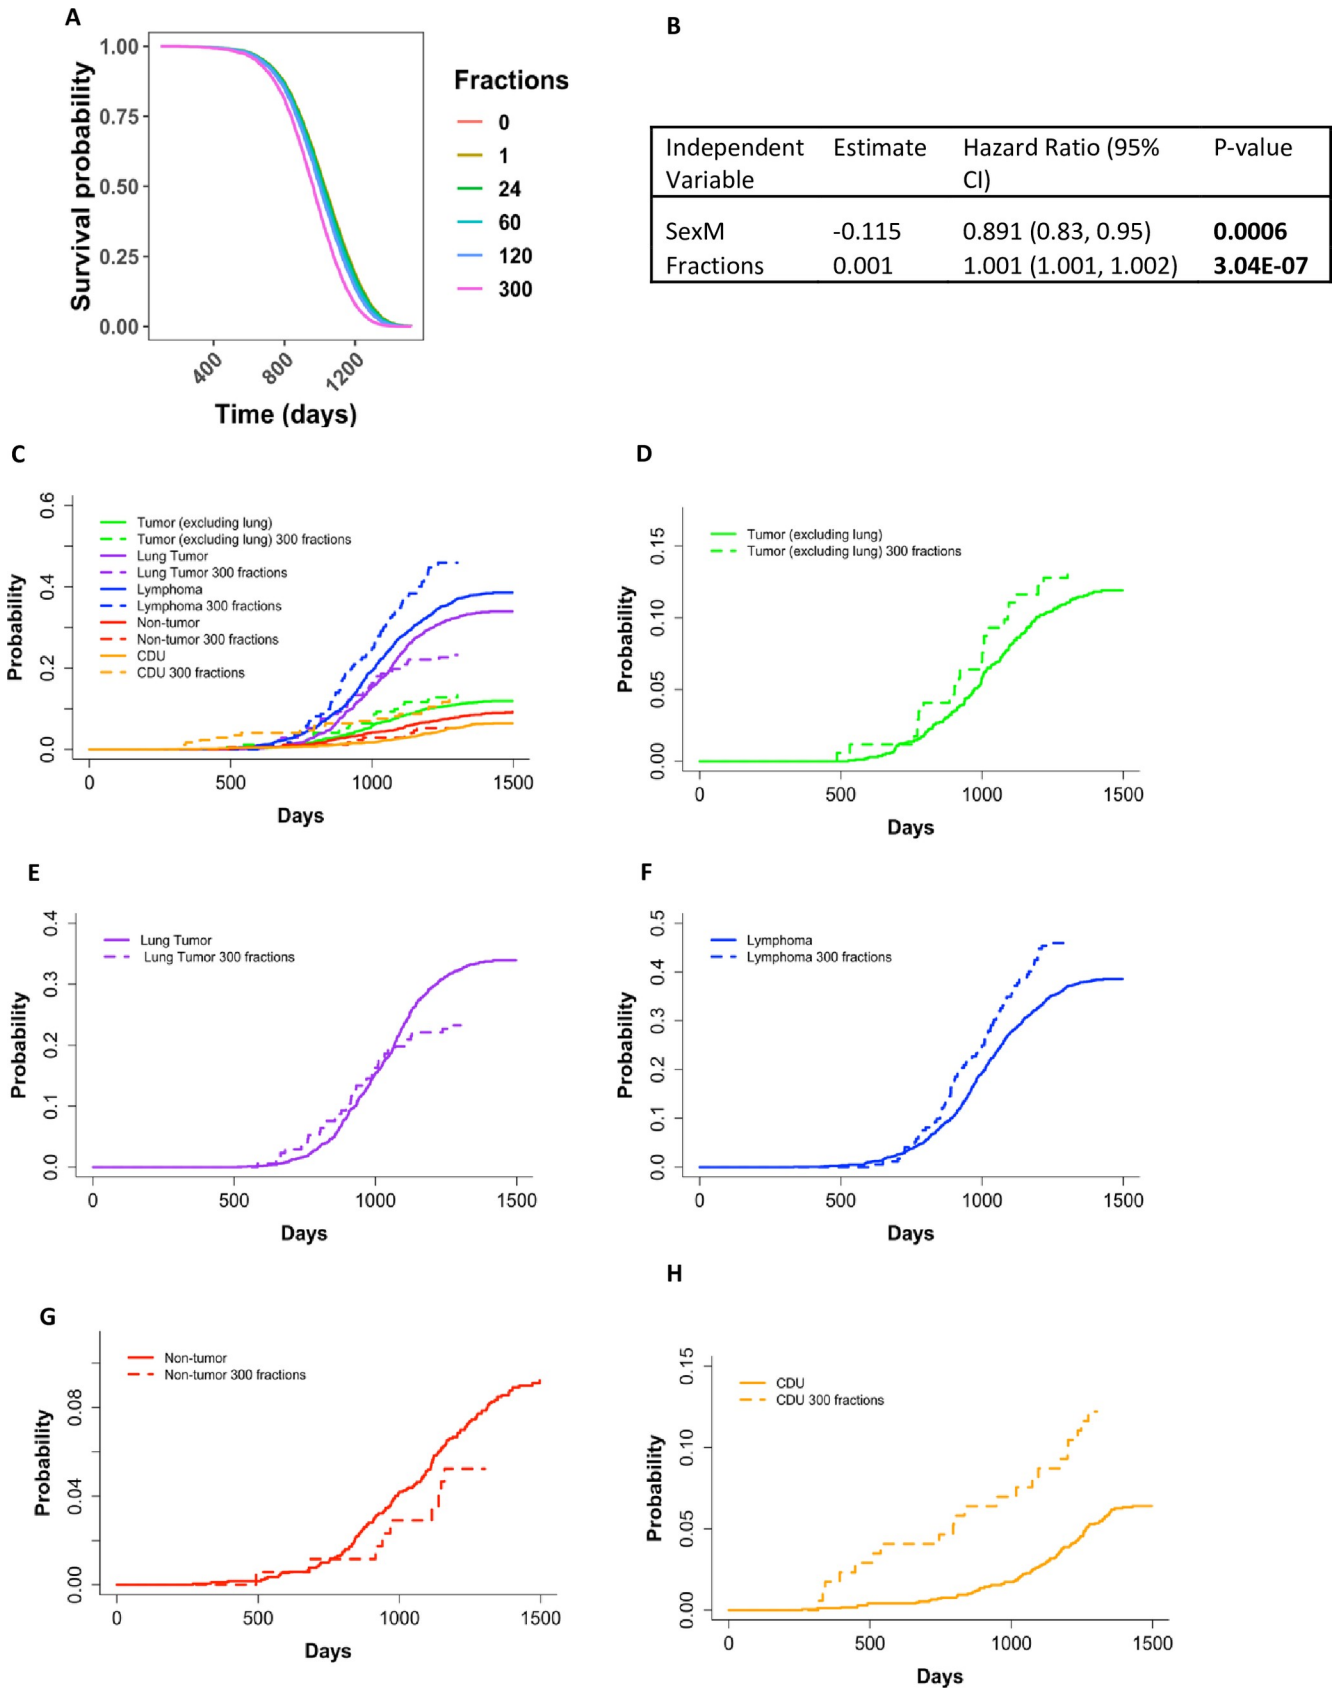 A
1.00
0.75
0.50
0.25
0.00
Survival probability
400
800
1200
Time (days)
Fractions
0
1
24
60
120
300
B
Independent Variable Estimate Hazard Ratio (95% CI) P-value
SexM -0.115 0.891 (0.83, 0.95) 0.0006
Fractions 0.001 1.001 (1.001, 1.002) 3.04E-07
C
0.6
0.4
0.2
0.0
Probability
Tumor (excluding lung)
Tumor (excluding lung) 300 fractions
Lung Tumor
Lung Tumor 300 fractions
Lymphoma
Lymphoma 300 fractions
Non-tumor
Non-tumor 300 fractions
CDU
CDU 300 fractions
0 500 1000 1500
Days
D
0.15
0.10
0.05
0.00
Probability
Tumor (excluding lung)
Tumor (excluding lung) 300 fractions
0 500 1000 1500
Days
E
0.4
0.3
0.2
0.1
0.0
Probability
Lung Tumor
Lung Tumor 300 fractions
0 500 1000 1500
Days
F
0.5
0.4
0.3
0.2
0.1
0.0
Probability
Lymphoma
Lymphoma 300 fractions
0 500 1000 1500
Days
G
0.08
0.04
0.00
Probability
Non-tumor
Non-tumor 300 fractions
0 500 1000 1500
Days
H
0.15
0.10
0.05
0.00
Probability
CDU
CDU 300 fractions
0 500 1000 1500
Days